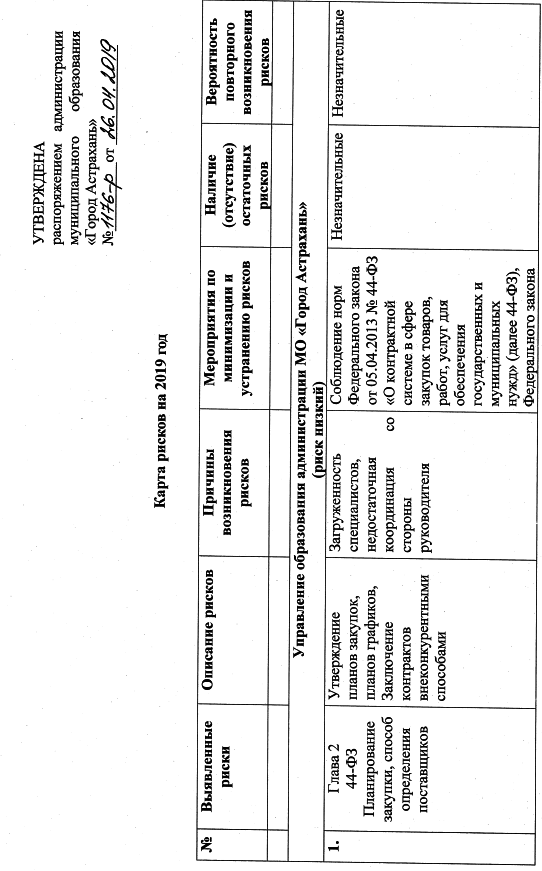 УТВЕРЖДЕНА
распоряжением администрации
муниципального образования
«Город Астрахань»
№ 1176-р от 26.04.2019
Карта рисков на 2019 год
№
Выявленные
риски
Описание рисков
Причины
возникновения
рисков
Мероприятия по
минимизации и
устранению рисков
Наличие
(отсутствие)
остаточных
рисков
Вероятность
повторного
возникновения
рисков
Управление образования администрации МО «Город Астрахань»
(риск низкий)
1.
Глава 2
44-ФЗ
Планирование
закупки, способ
определения
поставщиков
Утверждение
планов закупок,
планов графиков,
Заключение
контрактов
внеконкурентными
способами
Загруженность
специалистов,
недостаточная
координация со
стороны
руководителя
Соблюдение норм
Федерального закона
от 05.04.2013 № 44-ФЗ
«О контрактной
системе в сфере
закупок товаров,
работ, услуг для
обеспечения
государственных и
муниципальных
нужд» (далее 44-ФЗ),
Федерального закона
Незначительные
Незначительные